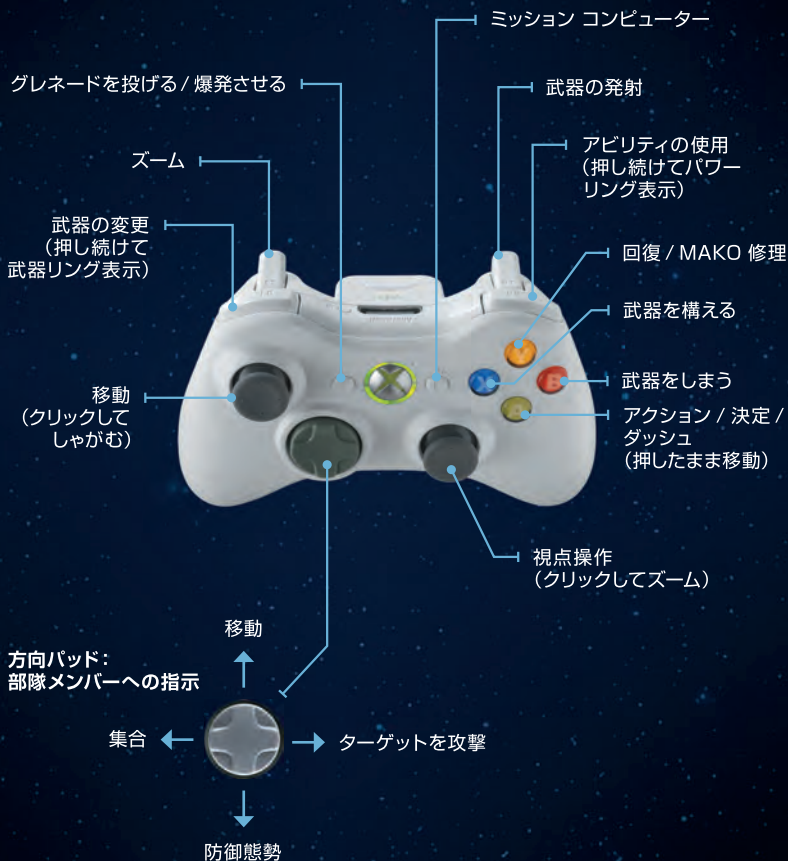 ミッション コンピューター
グレネードを投げる / 爆発させる
武器の発射
ズーム
アビリティの使用
（押し続けてパワー
リング表示）
武器の変更
（押し続けて
武器リング表示）
回復 / MAKO 修理
武器を構える
移動
（クリックして
しゃがむ）
武器をしまう
アクション / 決定 /
ダッシュ
（押したまま移動）
Y
X
B
A
視点操作
（クリックしてズーム）
方向パッド：
部隊メンバーへの指示
移動
集合
ターゲットを攻撃
防御態勢